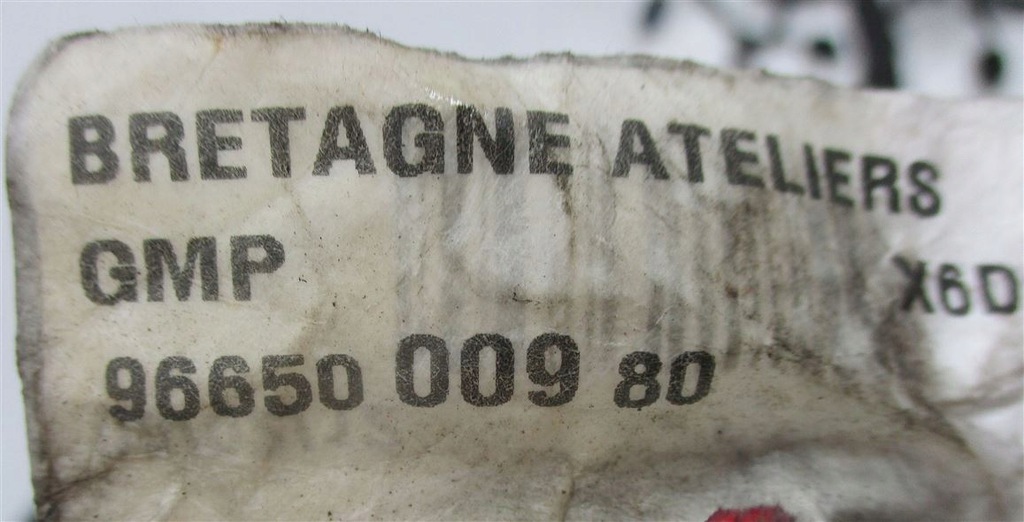 BRETAGNE ATELIERS
GMP X6D
96650 009 80